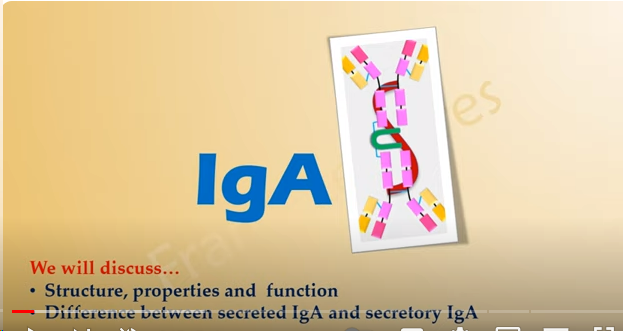 IgA
We will discuss…
• Structure, properties and function
• Difference between secreted IgA and secretory IgA